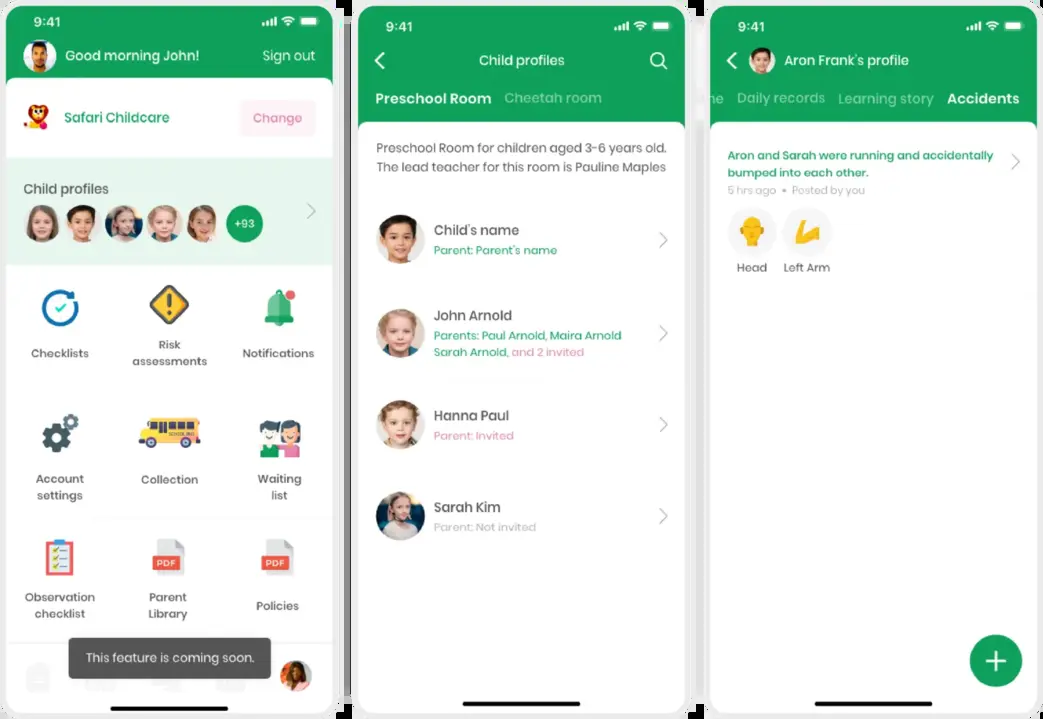 9:41
Good morning John!
Sign out
Safari Childcare
Change
Child profiles
+93
Checklists
Risk
assessments
Notifications
SCHOOL BUS
Account
settings
Collection
Waiting
list
PDF
PDF
Observation
checklist
Parent
Library
Policies
This feature is coming soon.
9:41
Child profiles
Preschool Room
Cheetah room
Preschool Room for children aged 3-6 years old.
The lead teacher for this room is Pauline Maples
Child's name
Parent: Parent's name
John Arnold
Parents: Paul Arnold, Maira Arnold
Sarah Arnold, and 2 invited
Hanna Paul
Parent: Invited
Sarah Kim
Parent: Not invited
9:41
Aron Frank's profile
ne
Daily records
Learning story
Accidents
Aron and Sarah were running and accidentally
bumped into each other.
5 hrs ago • Posted by you
Head
Left Arm